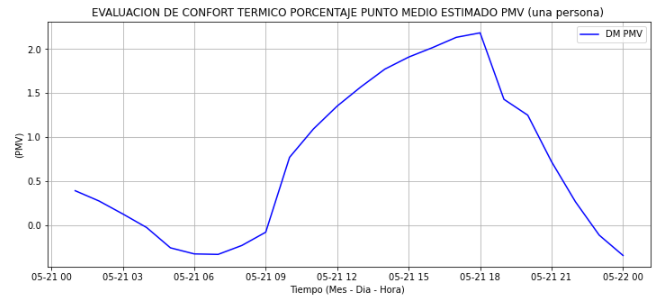 EVALUACION DE CONFORT TERMICO PORCENTAJE PUNTO MEDIO ESTIMADO PMV (una persona)
DM PMV
2.0
1.5
1.0
0.5
0.0
(PMV)
05-21 00 05-21 03 05-21 06 05-21 09 05-21 12 05-21 15 05-21 18 05-21 21 05-22 00
Tiempo (Mes - Dia - Hora)